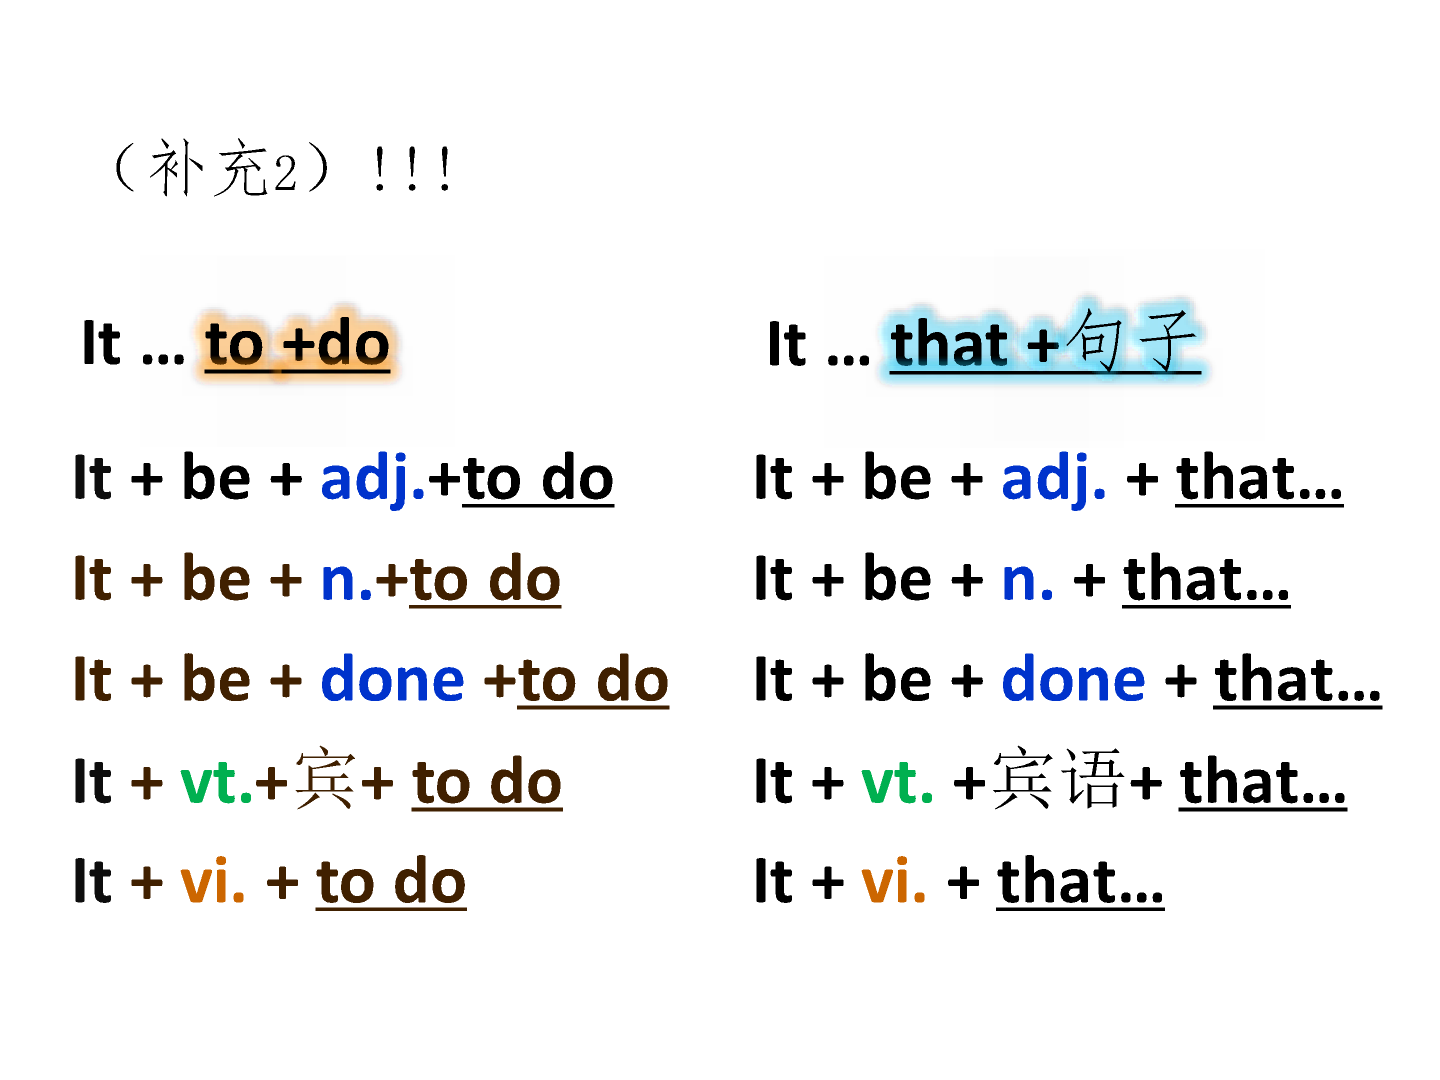 （补充2）!!!
It … to +do
It + be + adj.+to do
It + be + n.+to do
It + be + done +to do
It + vt.+宾+ to do
It + vi. + to do
It … that +句子
It + be + adj. + that…
It + be + n. + that…
It + be + done + that…
It + vt. +宾语+ that…
It + vi. + that…